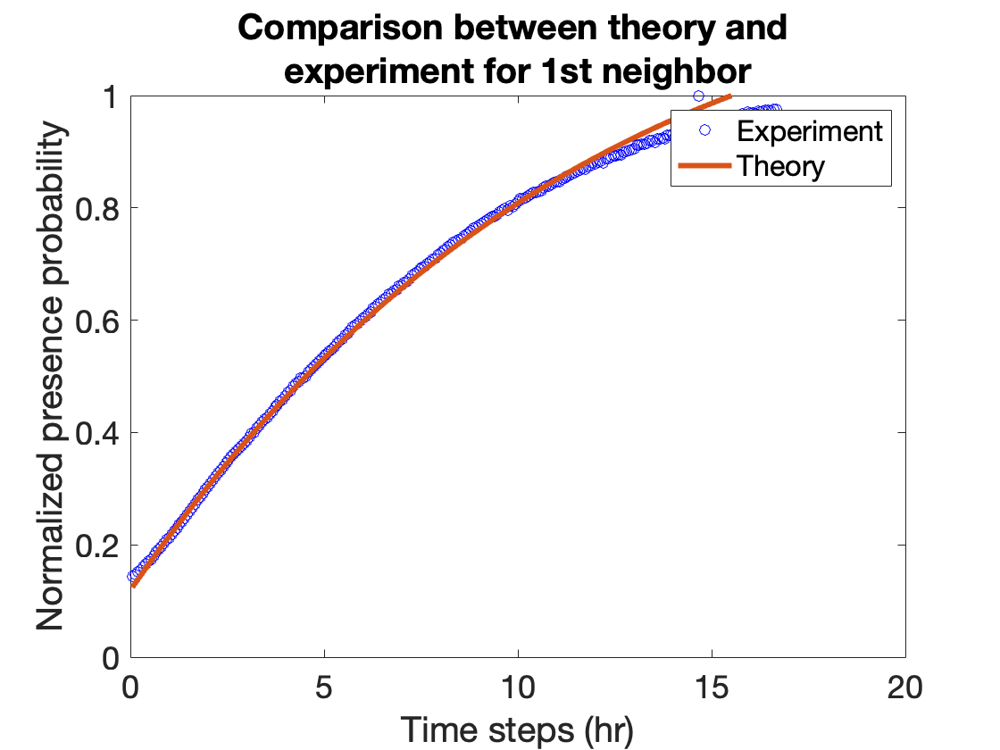 Comparison between theory and
experiment for 1st neighbor
Normalized presence probability
1
0.8
0.6
0.4
0.2
0
Experiment
Theory
0 5 10 15 20
Time steps (hr)